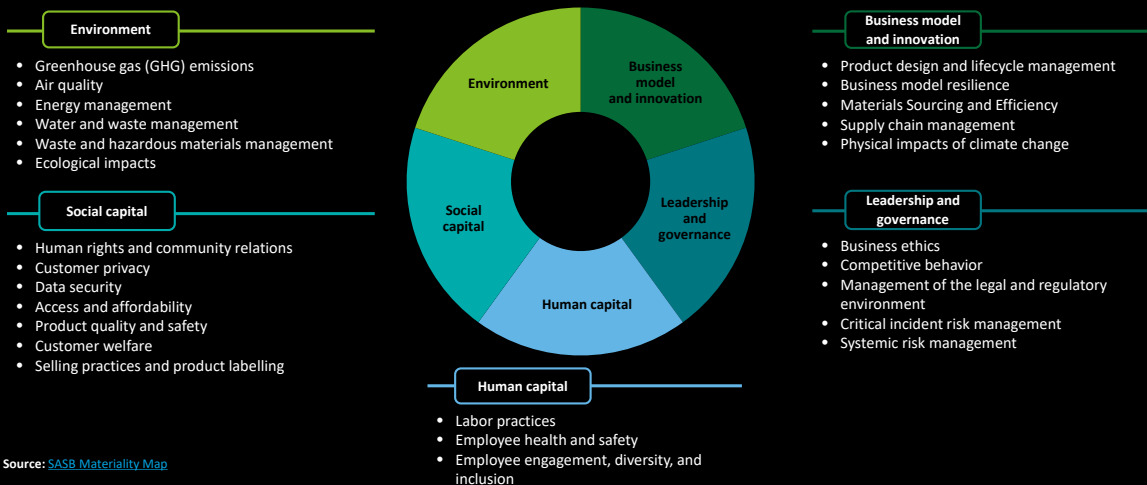 Environment
• Greenhouse gas (GHG) emissions
• Air quality
• Energy management
• Water and waste management
• Waste and hazardous materials management
• Ecological impacts
Social capital
• Human rights and community relations
• Customer privacy
• Data security
• Access and affordability
• Product quality and safety
• Customer welfare
• Selling practices and product labelling
Environment
Business
model
and innovation
Social
capital
Leadership
and
governance
Human capital
Human capital
• Labor practices
• Employee health and safety
• Employee engagement, diversity, and
inclusion
Business model
and innovation
• Product design and lifecycle management
• Business model resilience
• Materials Sourcing and Efficiency
• Supply chain management
• Physical impacts of climate change
Leadership and
governance
• Business ethics
• Competitive behavior
• Management of the legal and regulatory
environment
• Critical incident risk management
• Systemic risk management
Source: SASB Materiality Map